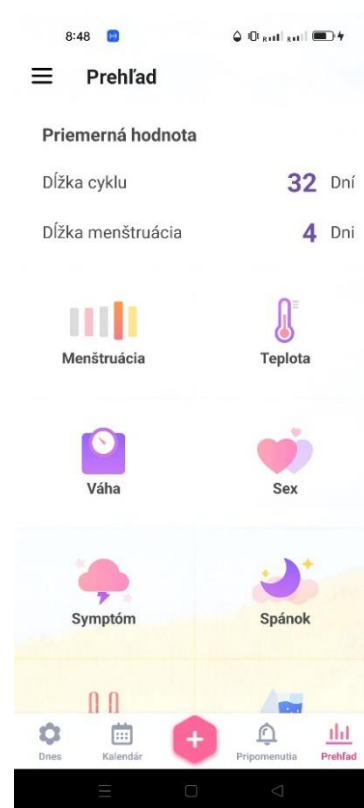 8:48
Prehľad
Priemerná hodnota
Dĺžka cyklu 32 Dní
Dĺžka menštruácia 4 Dni
Menštruácia Teplota
Váha Sex
Symptóm Spánok
Dnes Kalendár Pripomenutia Prehľad